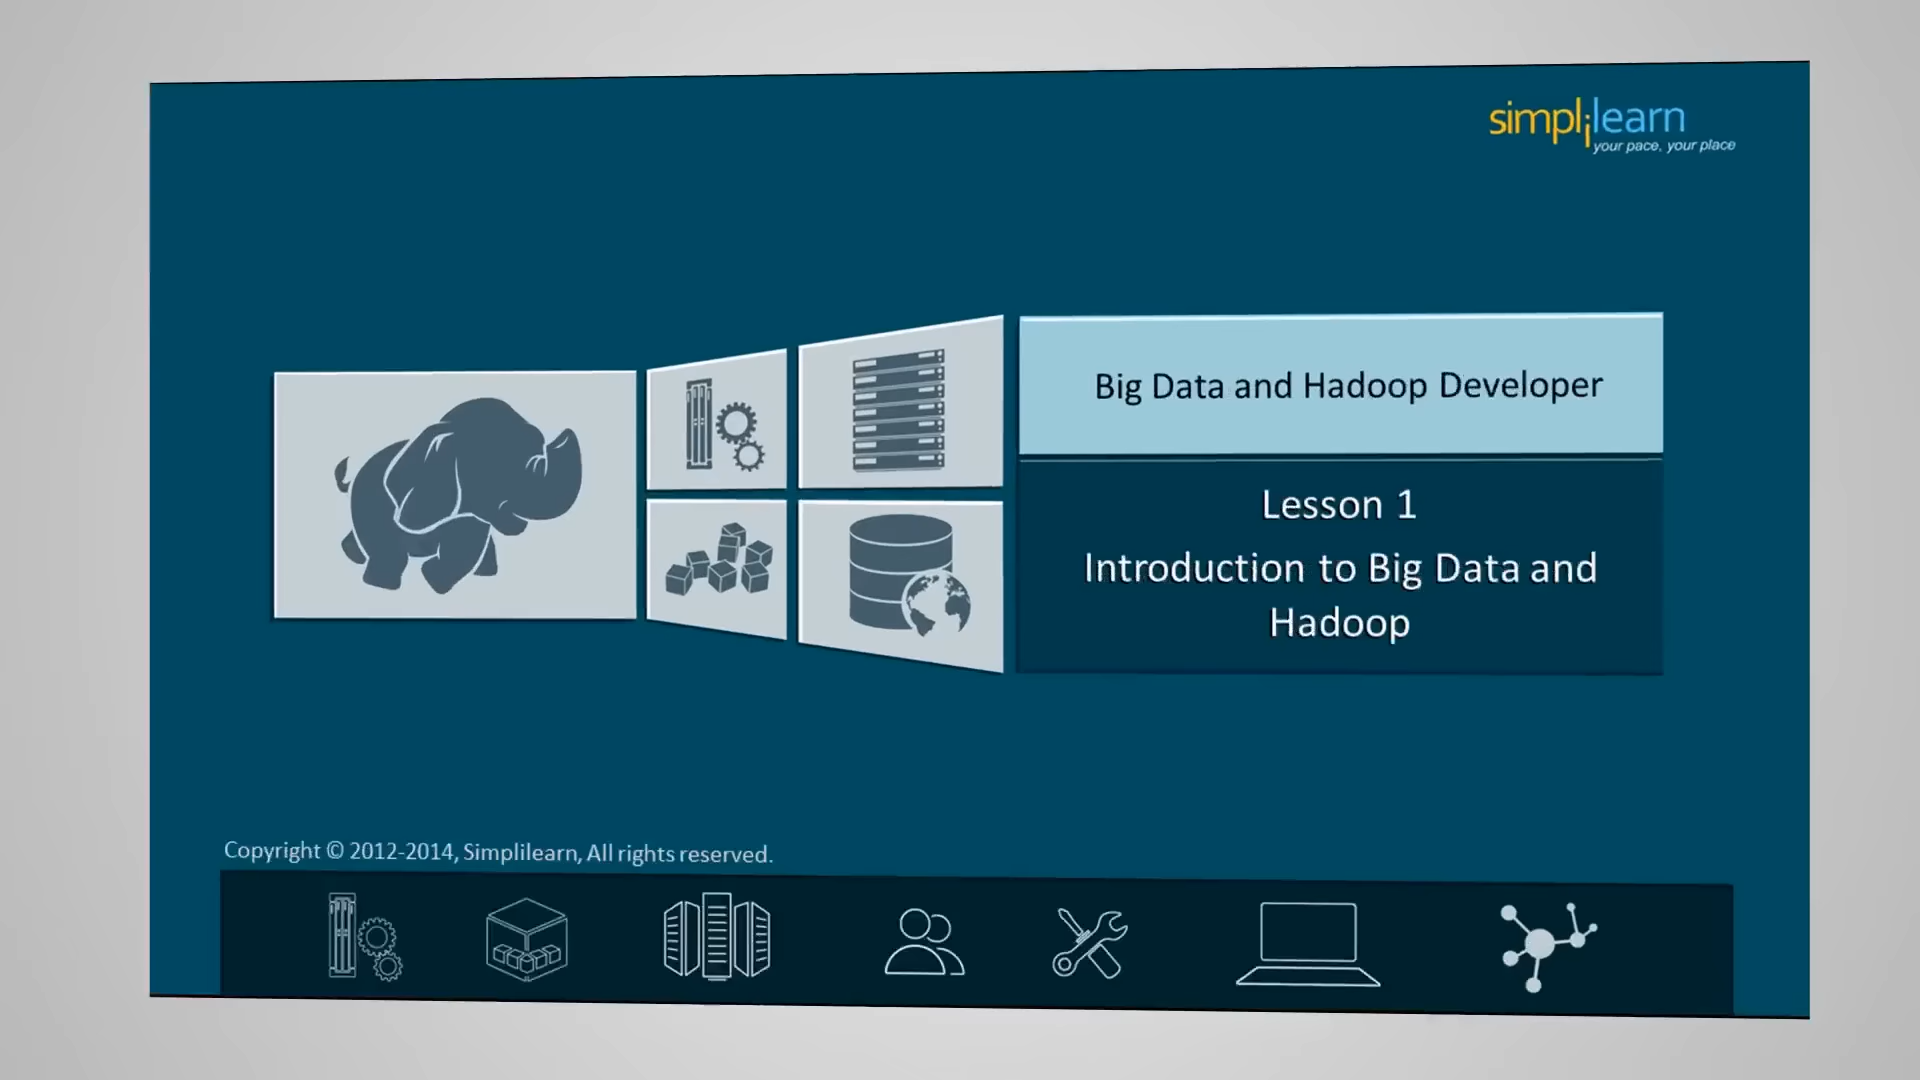 simplilearn
your pace, your place
Big Data and Hadoop Developer
Lesson 1
Introduction to Big Data and
Hadoop
Copyright © 2012-2014, Simplilearn, All rights reserved.